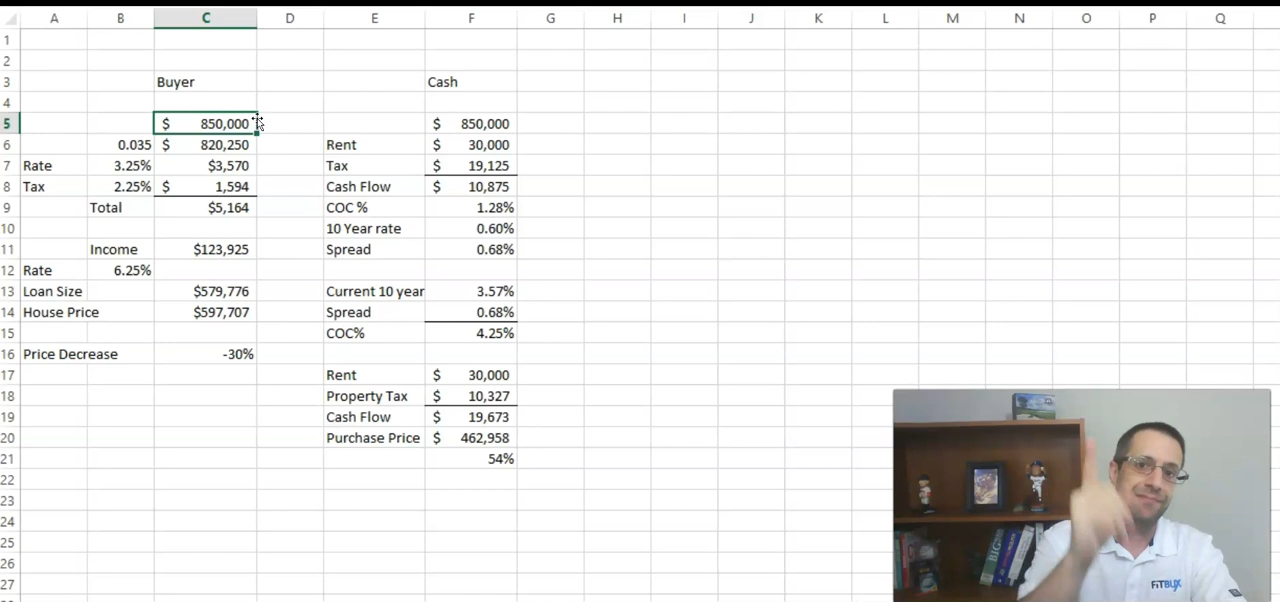 A B C D E F G H I J K L M N O P Q
1
2
3 Buyer Cash
4
5 $ 850,000 $ 850,000
6 0.035 $ 820,250 Rent $ 30,000
7 Rate 3.25% $3,570 Tax $ 19,125
8 Tax 2.25% $ 1,594 Cash Flow $ 10,875
9 Total $5,164 COC % 1.28%
10 10 Year rate 0.60%
11 Income $123,925 Spread 0.68%
12 Rate 6.25%
13 Loan Size $579,776 Current 10 year 3.57%
14 House Price $597,707 Spread 0.68%
15 COC% 4.25%
16 Price Decrease -30%
17 Rent $ 30,000
18 Property Tax $ 10,327
19 Cash Flow $ 19,673
20 Purchase Price $ 462,958
21 54%
22
23
24
25
26
27
BIG
FITBUX